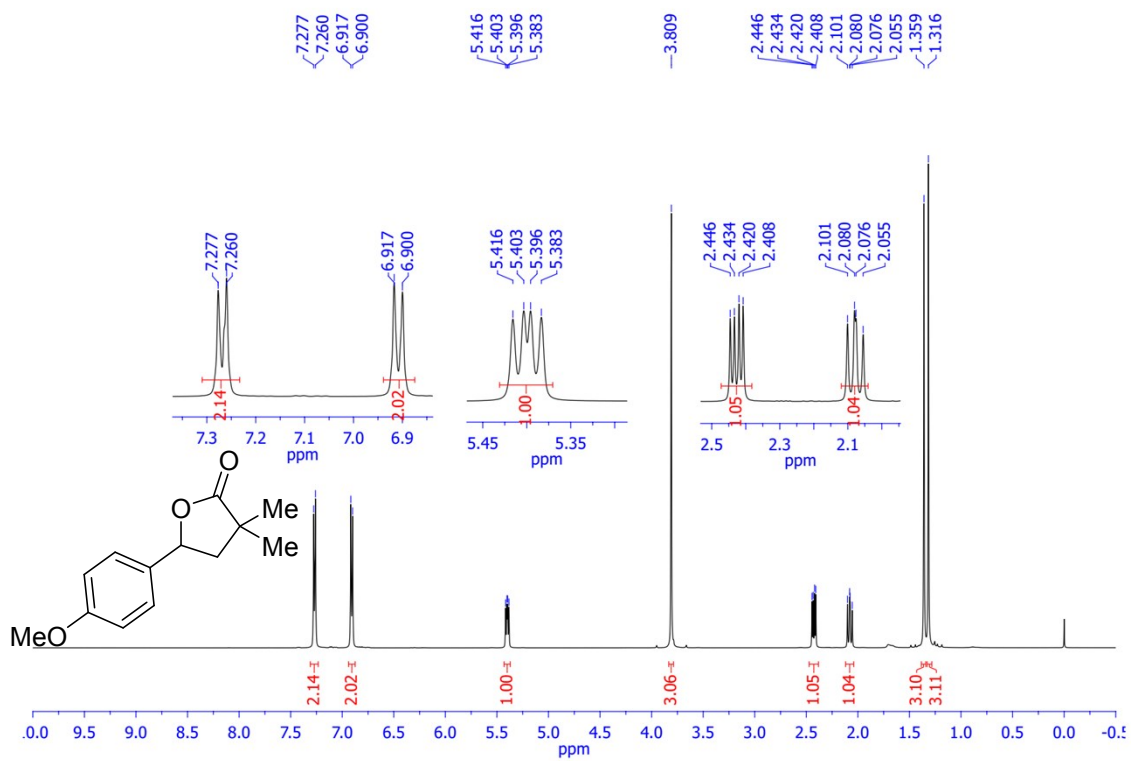 7.277 7.260 6.917 6.900 5.416 5.403 5.396 5.383 3.809 2.446 2.434 2.420 2.408 2.101 2.080 2.076 2.055 1.359 1.316
7.277 7.260 6.917 6.900 5.416 5.403 5.396 5.383 2.446 2.434 2.420 2.408 2.101 2.080 2.076 2.055
2.14 2.02 1.00 1.05 1.04
7.3 7.2 7.1 7.0 6.9 5.45 5.35 2.5 2.3 2.1
ppm ppm ppm
O
O
Me
Me
MeO
2.14 2.02 1.00 3.06 1.05 1.04 3.10 3.11
.0.0 9.5 9.0 8.5 8.0 7.5 7.0 6.5 6.0 5.5 5.0 4.5 4.0 3.5 3.0 2.5 2.0 1.5 1.0 0.5 0.0 -0.5
ppm